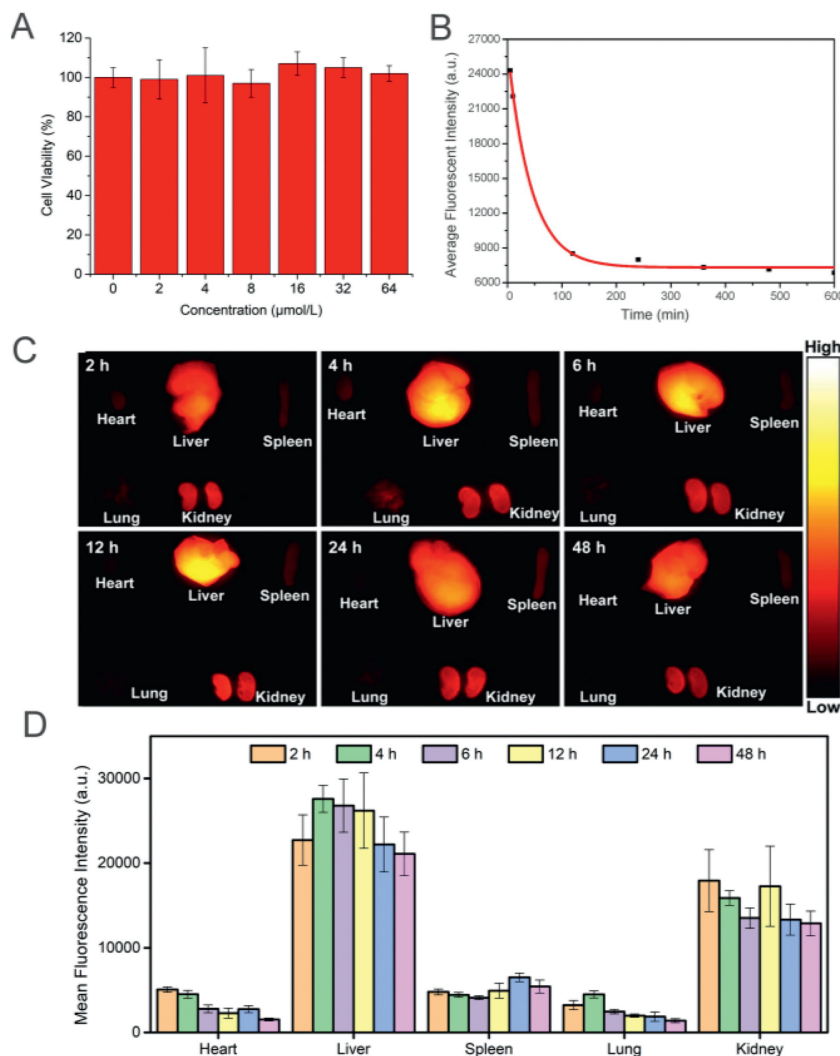 A
120
100
80
60
40
20
0
Cell VIability (%)
0 2 4 8 16 32 64
Concentration (µmol/L)
B
27000
24000
21000
18000
15000
12000
9000
6000
Average Fluorescent Intensity (a.u.)
0 100 200 300 400 500 600
Time (min)
C
2 h
Heart
Liver
Spleen
Lung
Kidney
4 h
Heart
Liver
Spleen
Lung
Kidney
6 h
Heart
Liver
Spleen
Lung
Kidney
12 h
Heart
Liver
Spleen
Lung
Kidney
24 h
Heart
Liver
Spleen
Lung
Kidney
48 h
Heart
Liver
Spleen
Lung
Kidney
High
Low
D
2 h 4 h 6 h 12 h 24 h 48 h
30000
20000
10000
0
Mean Fluorescence Intensity (a.u.)
Heart Liver Spleen Lung Kidney